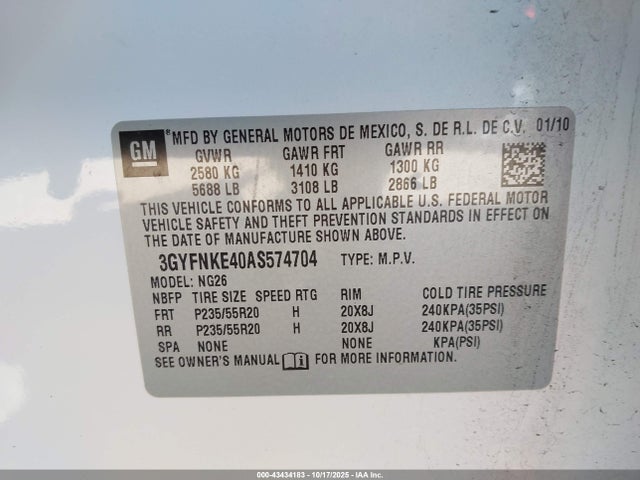 GM ® MFD BY GENERAL MOTORS DE MEXICO, S. DE R.L. DE C.V. 01/10
GVWR GAWR FRT GAWR RR
2580 KG 1410 KG 1300 KG
5688 LB 3108 LB 2866 LB
THIS VEHICLE CONFORMS TO ALL APPLICABLE U.S. FEDERAL MOTOR
VEHICLE SAFETY AND THEFT PREVENTION STANDARDS IN EFFECT ON
THE DATE OF MANUFACTURE SHOWN ABOVE.
3GYFNKE40AS574704 TYPE: M.P.V.
MODEL: NG26
NBFP TIRE SIZE SPEED RTG RIM COLD TIRE PRESSURE
FRT P235/55R20 H 20X8J 240KPA(35PSI)
RR P235/55R20 H 20X8J 240KPA(35PSI)
SPA NONE NONE KPA(PSI)
SEE OWNER'S MANUAL FOR MORE INFORMATION.
000-43434183 - 10/17/2025 - IAA Inc.